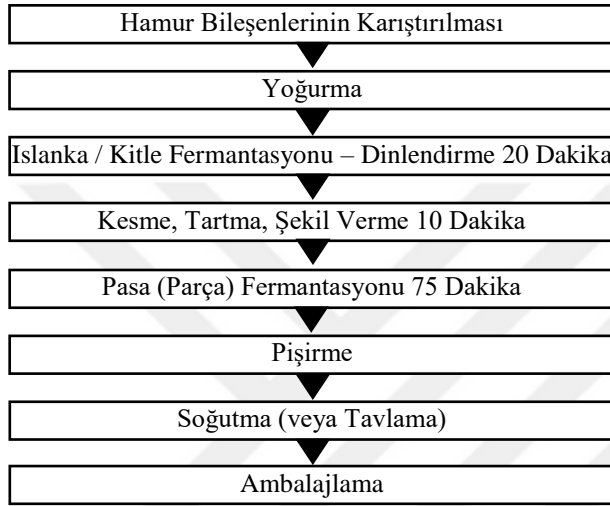 Hamur Bileşenlerinin Karıştırılması
Yoğurma
Islanka / Kitle Fermantasyonu – Dinlendirme 20 Dakika
Kesme, Tartma, Şekil Verme 10 Dakika
Pasa (Parça) Fermantasyonu 75 Dakika
Pişirme
Soğutma (veya Tavlama)
Ambalajlama